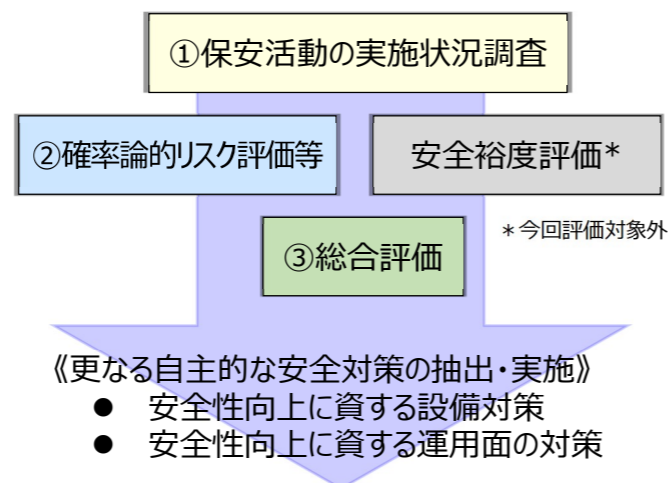 ①保安活動の実施状況調査
②確率論的リスク評価等
安全裕度評価*
*今回評価対象外
③総合評価
《更なる自主的な安全対策の抽出・実施》
● 安全性向上に資する設備対策
● 安全性向上に資する運用面の対策